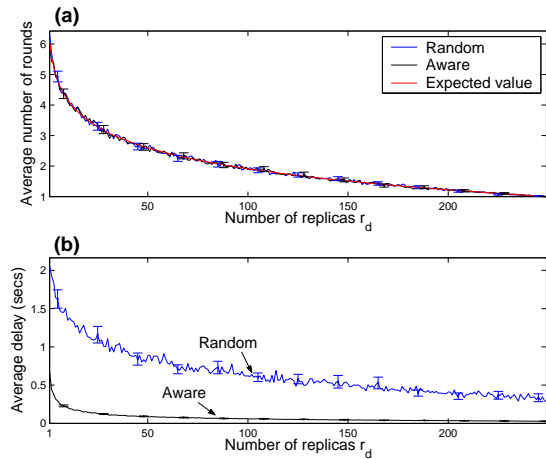 (a)
Average number of rounds
6
5
4
3
2
1
Random
Aware
Expected value
50 100 150 200
Number of replicas r_d
(b)
Average delay (secs)
2
1.5
1
0.5
0
Random
Aware
1 50 100 150 200
Number of replicas r_d